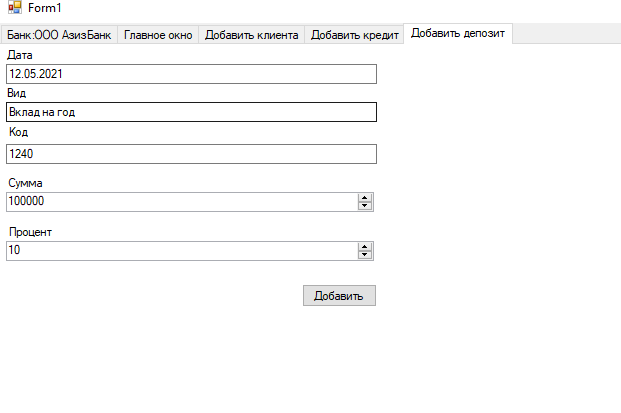 Form1
Банк:ООО АзизБанк Главное окно Добавить клиента Добавить кредит Добавить депозит
Дата
12.05.2021
Вид
Вклад на год
Код
1240
Сумма
100000
Процент
10
Добавить